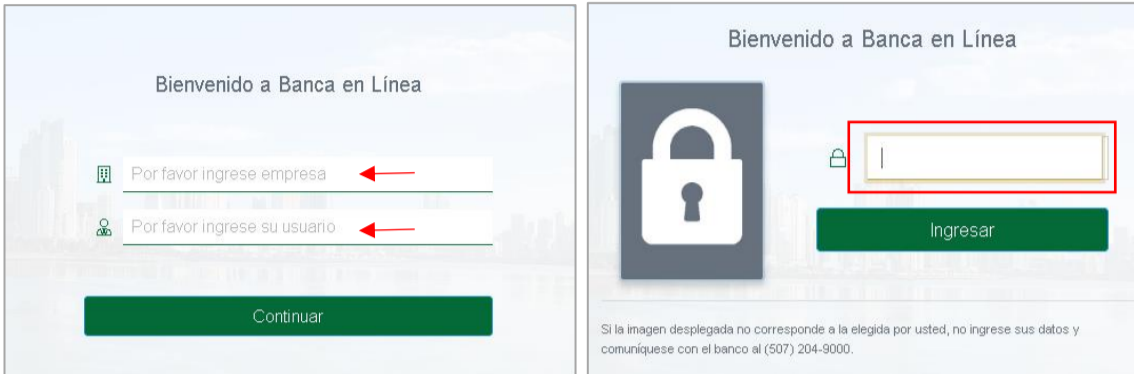 Bienvenido a Banca en Línea
Por favor ingrese empresa
Por favor ingrese su usuario
Continuar
Bienvenido a Banca en Línea
Ingresar
Si la imagen desplegada no corresponde a la elegida por usted, no ingrese sus datos y
comuníquese con el banco al (507) 204-9000.